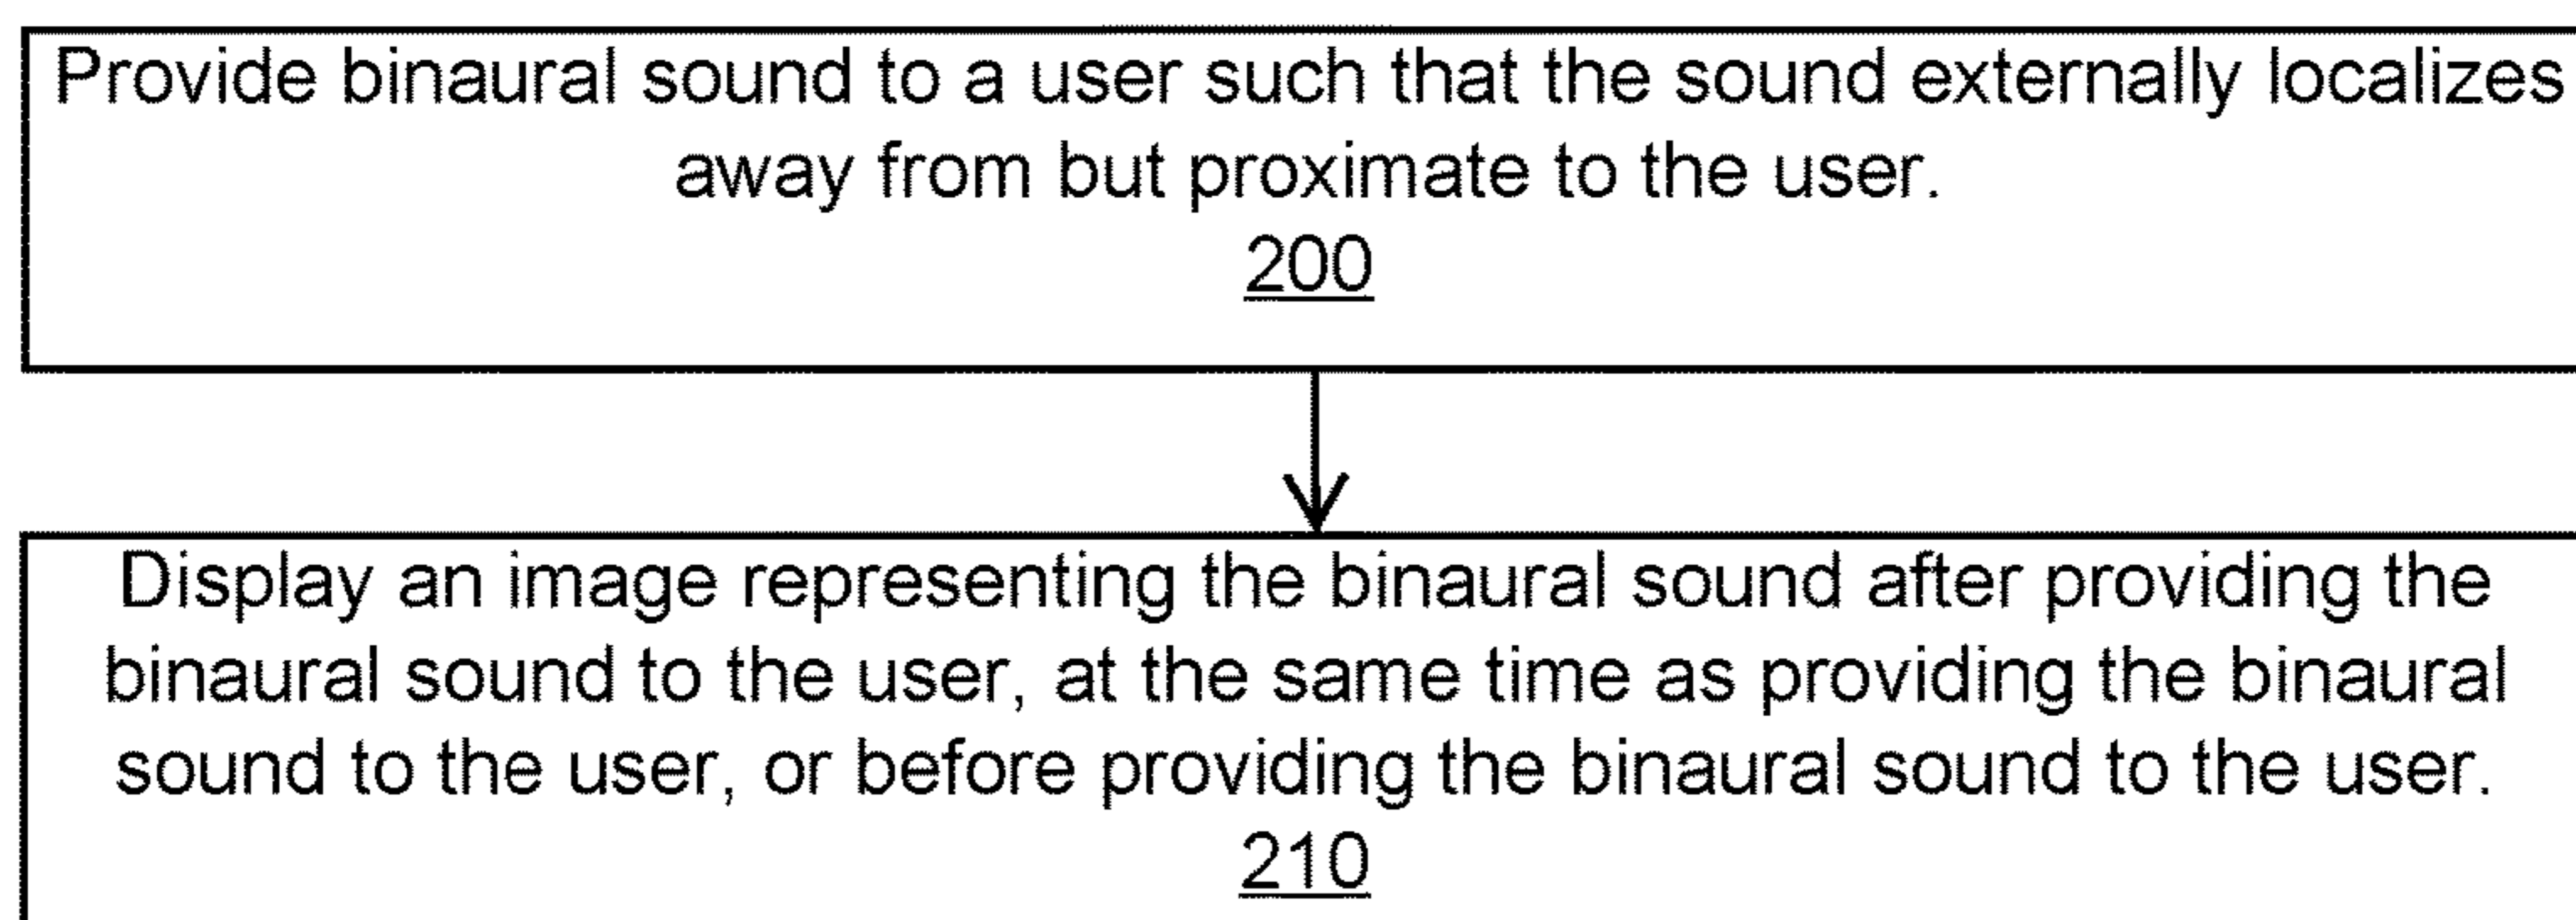 Provide binaural sound to a user such that the sound externally localizes
away from but proximate to the user.
200
Display an image representing the binaural sound after providing the
binaural sound to the user, at the same time as providing the binaural
sound to the user, or before providing the binaural sound to the user.
210